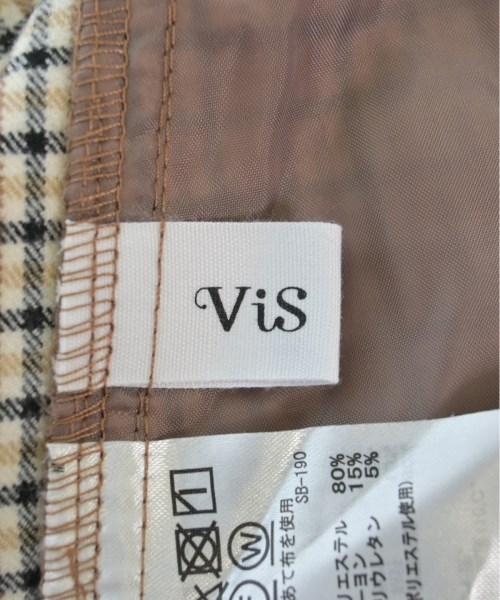 ViS
SB-190
あて布を使用
リエステル 80%
ーヨン 15%
リウレタン 5%
ポリエステル使用)
F
W